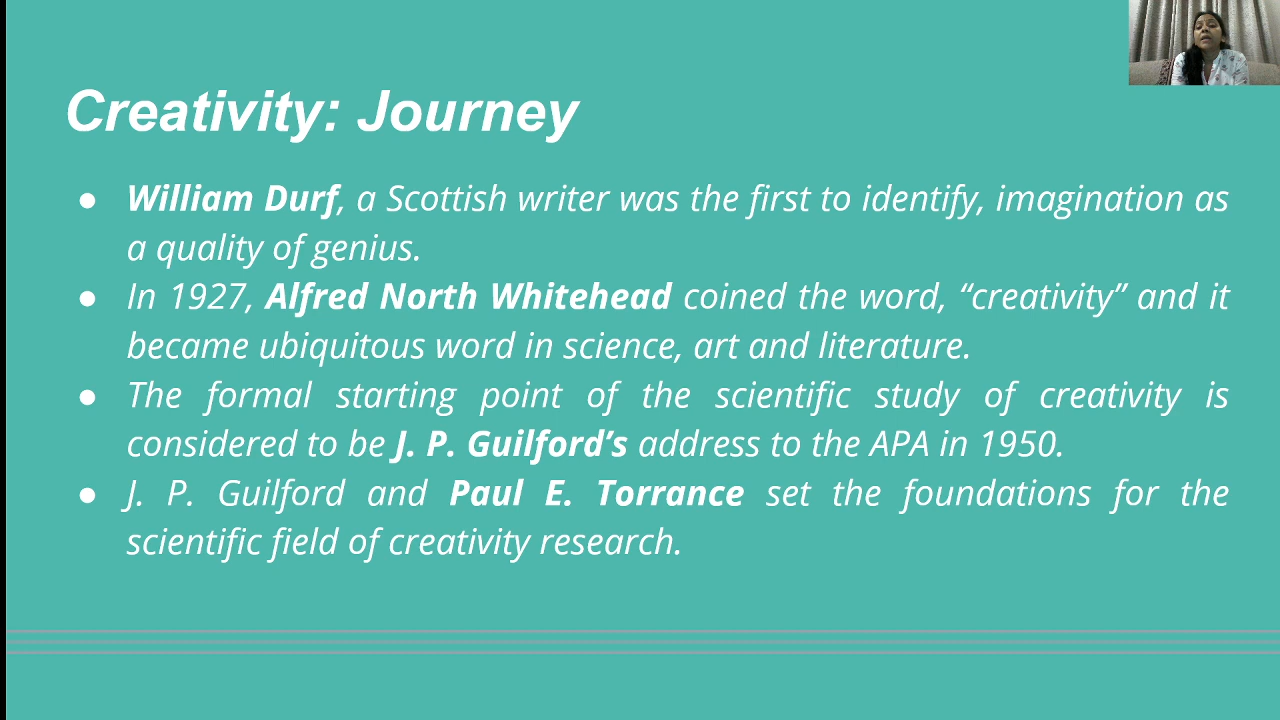 Creativity: Journey
● William Durf, a Scottish writer was the first to identify, imagination as
a quality of genius.
● In 1927, Alfred North Whitehead coined the word, “creativity” and it
became ubiquitous word in science, art and literature.
● The formal starting point of the scientific study of creativity is
considered to be J. P. Guilford’s address to the APA in 1950.
● J. P. Guilford and Paul E. Torrance set the foundations for the
scientific field of creativity research.